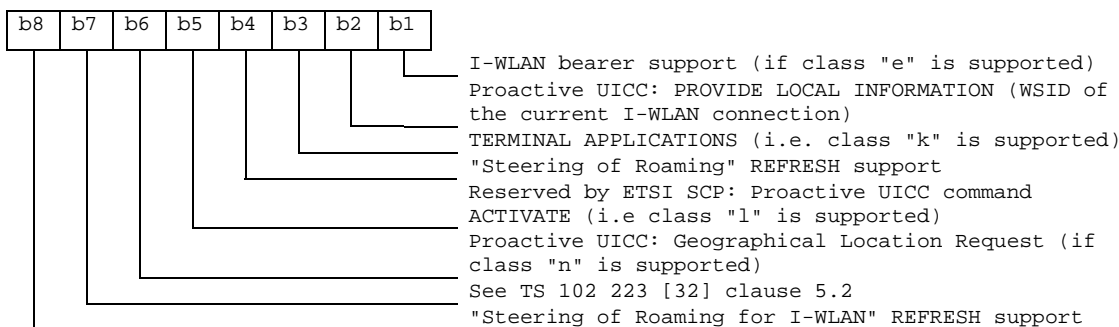 b8 b7 b6 b5 b4 b3 b2 b1
I-WLAN bearer support (if class "e" is supported)
Proactive UICC: PROVIDE LOCAL INFORMATION (WSID of
the current I-WLAN connection)
TERMINAL APPLICATIONS (i.e. class "k" is supported)
"Steering of Roaming" REFRESH support
Reserved by ETSI SCP: Proactive UICC command
ACTIVATE (i.e class "l" is supported)
Proactive UICC: Geographical Location Request (if
class "n" is supported)
See TS 102 223 [32] clause 5.2
"Steering of Roaming for I-WLAN" REFRESH support